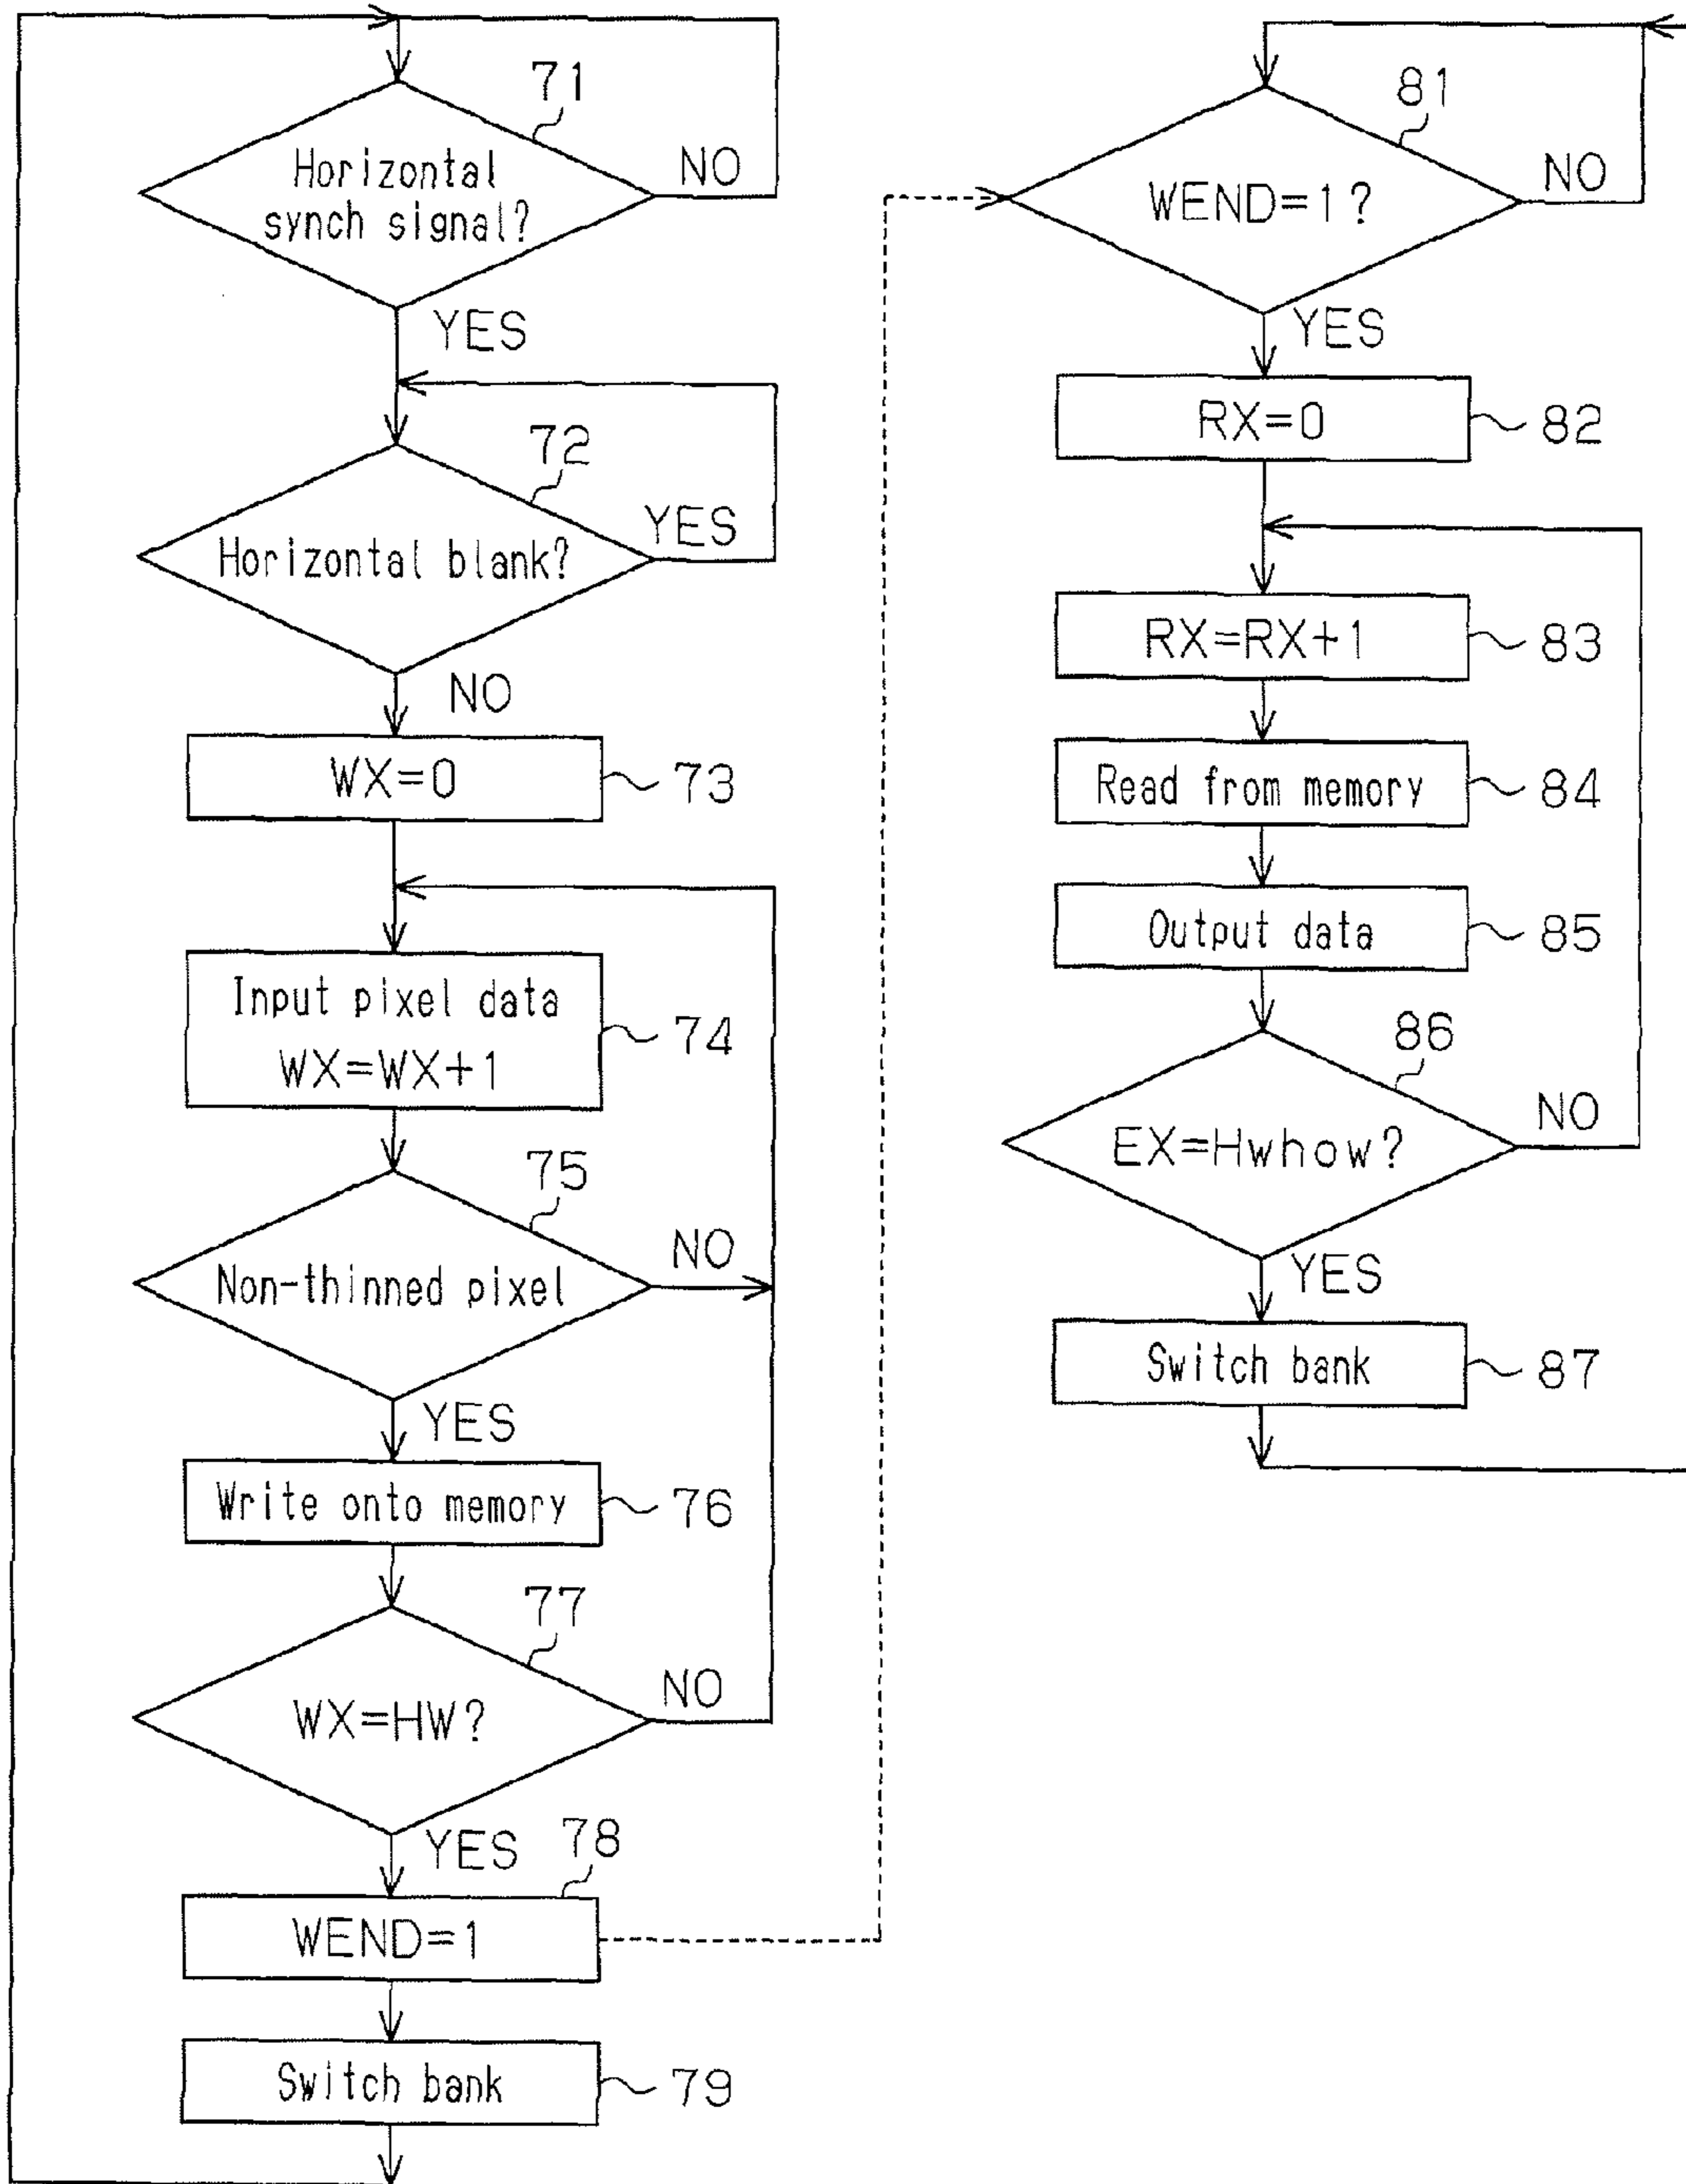 71
Horizontal
synch signal?
NO
YES
72
Horizontal blank?
YES
NO
WX=0
73
Input pixel data
WX=WX+1
74
75
Non-thinned pixel
NO
YES
Write onto memory
76
77
WX=HW?
NO
YES
78
WEND=1
Switch bank
79
81
WEND=1?
NO
YES
RX=0
82
RX=RX+1
83
Read from memory
84
Output data
85
86
EX=Hwhow?
NO
YES
Switch bank
87